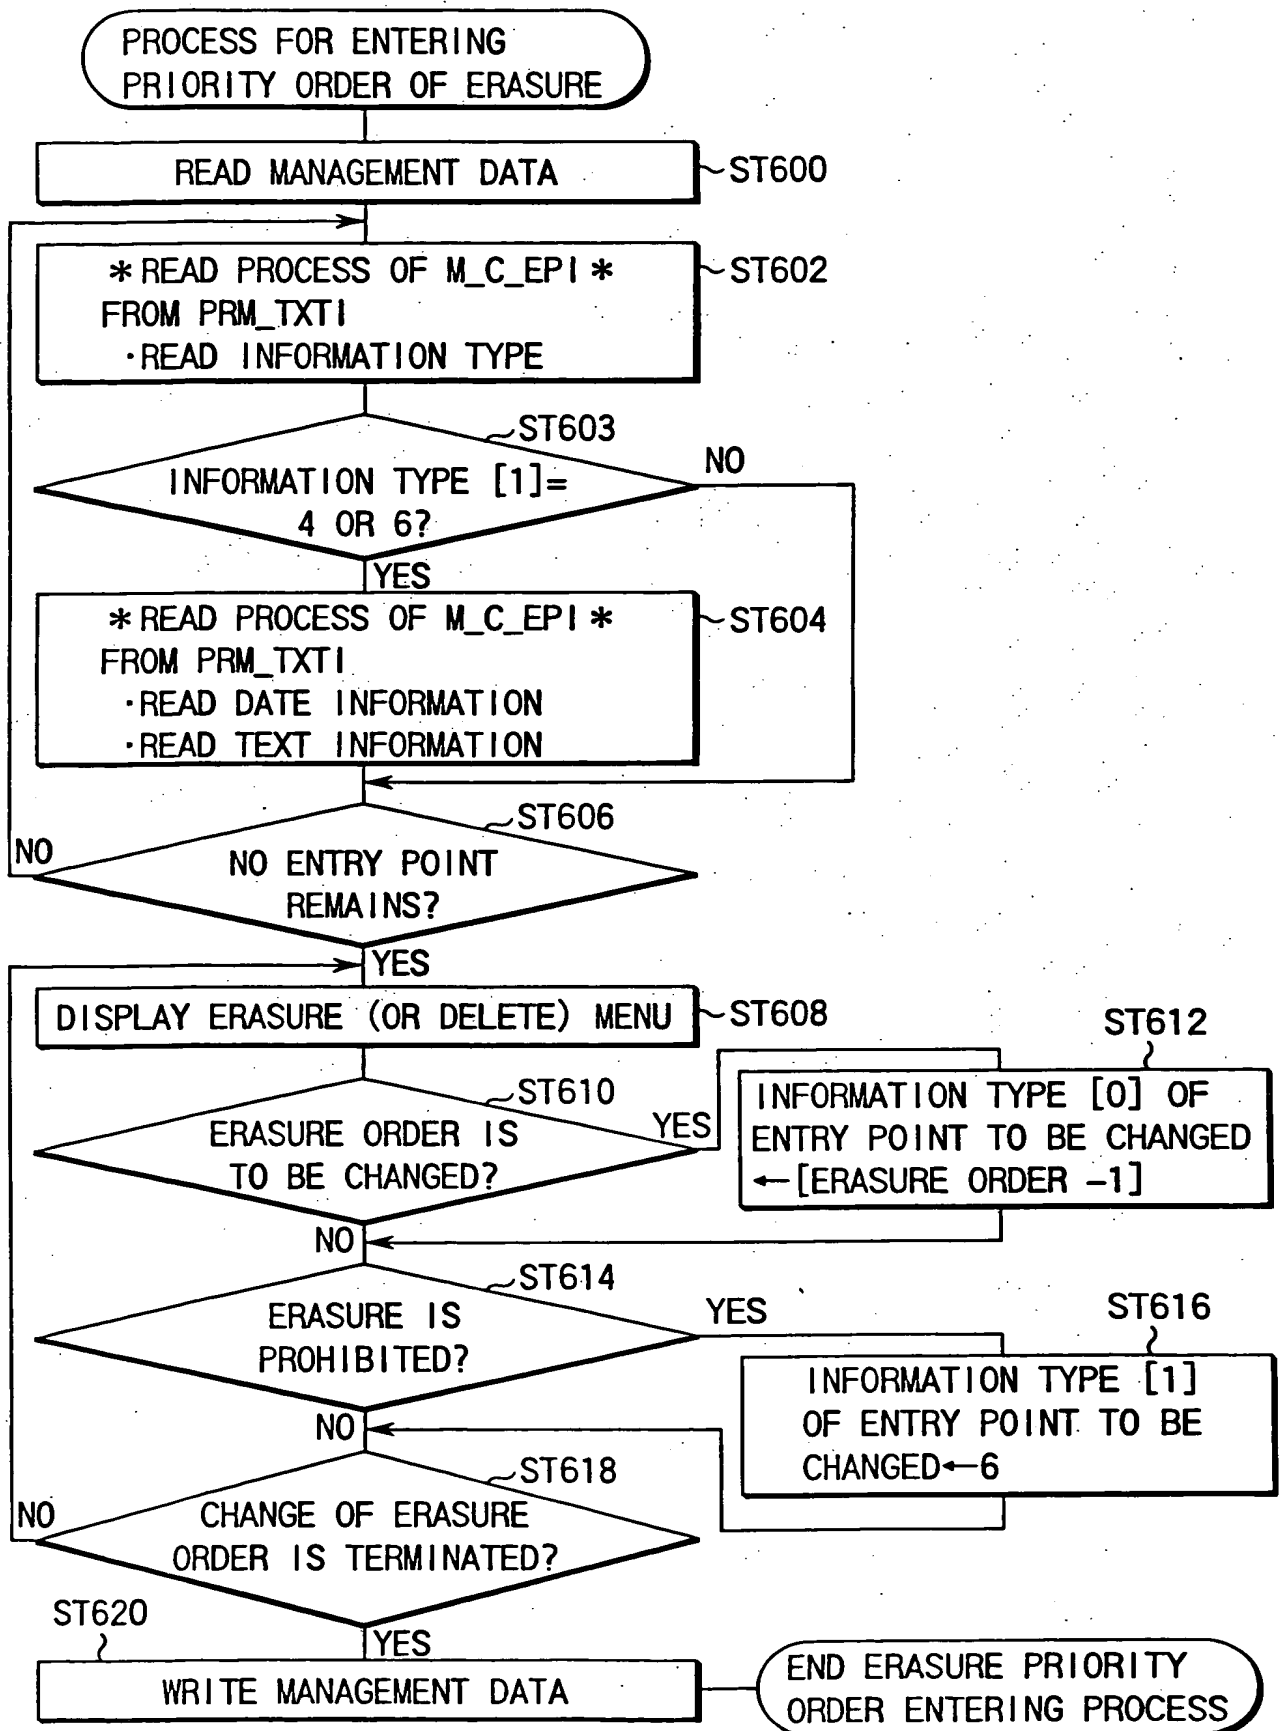 PROCESS FOR ENTERING
PRIORITY ORDER OF ERASURE
READ MANAGEMENT DATA
ST600
*READ PROCESS OF M_C_EPI*
FROM PRM_TXTI
·READ INFORMATION TYPE
ST602
ST603
INFORMATION TYPE [1]=
4 OR 6?
NO
YES
*READ PROCESS OF M_C_EPI*
FROM PRM_TXTI
·READ DATE INFORMATION
·READ TEXT INFORMATION
ST604
ST606
NO ENTRY POINT
REMAINS?
NO
YES
DISPLAY ERASURE (OR DELETE) MENU
ST608
ST610
ERASURE ORDER IS
TO BE CHANGED?
YES
ST612
INFORMATION TYPE [0] OF
ENTRY POINT TO BE CHANGED
←[ERASURE ORDER -1]
NO
ST614
ERASURE IS
PROHIBITED?
YES
ST616
INFORMATION TYPE [1]
OF ENTRY POINT TO BE
CHANGED←6
NO
ST618
CHANGE OF ERASURE
ORDER IS TERMINATED?
NO
YES
ST620
WRITE MANAGEMENT DATA
END ERASURE PRIORITY
ORDER ENTERING PROCESS